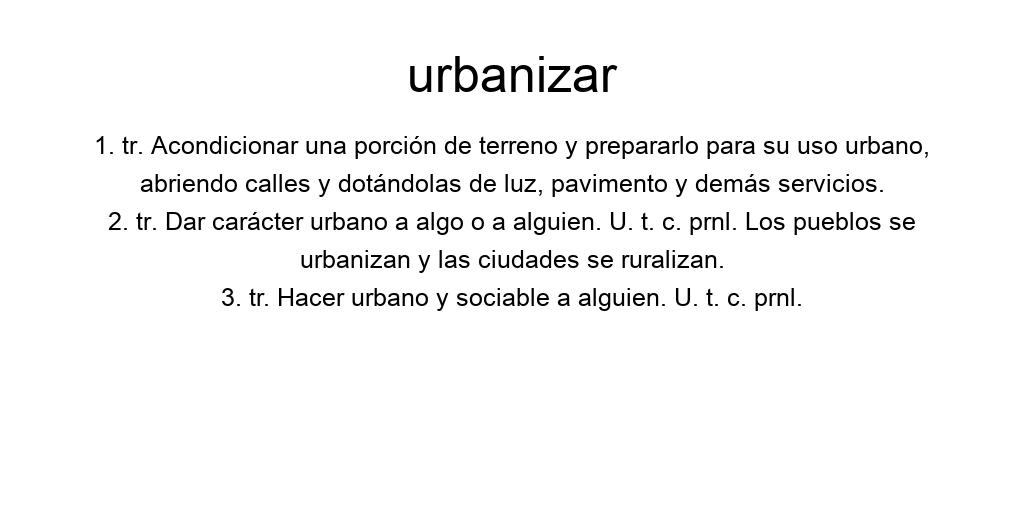 urbanizar
1. tr. Acondicionar una porción de terreno y prepararlo para su uso urbano,
abriendo calles y dotándolas de luz, pavimento y demás servicios.
2. tr. Dar carácter urbano a algo o a alguien. U. t. c. prnl. Los pueblos se
urbanizan y las ciudades se ruralizan.
3. tr. Hacer urbano y sociable a alguien. U. t. c. prnl.